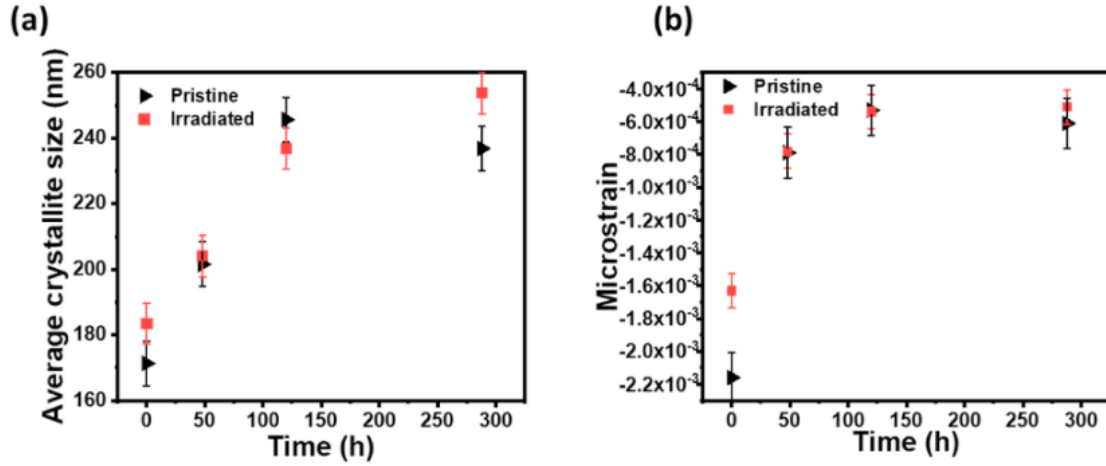 (a)
Average crystallite size (nm)
260
240
220
200
180
160
Pristine
Irradiated
0 50 100 150 200 250 300
Time (h)
(b)
Microstrain
-4.0x10⁻⁴
-6.0x10⁻⁴
-8.0x10⁻⁴
-1.0x10⁻³
-1.2x10⁻³
-1.4x10⁻³
-1.6x10⁻³
-1.8x10⁻³
-2.0x10⁻³
-2.2x10⁻³
Pristine
Irradiated
0 50 100 150 200 250 300
Time (h)